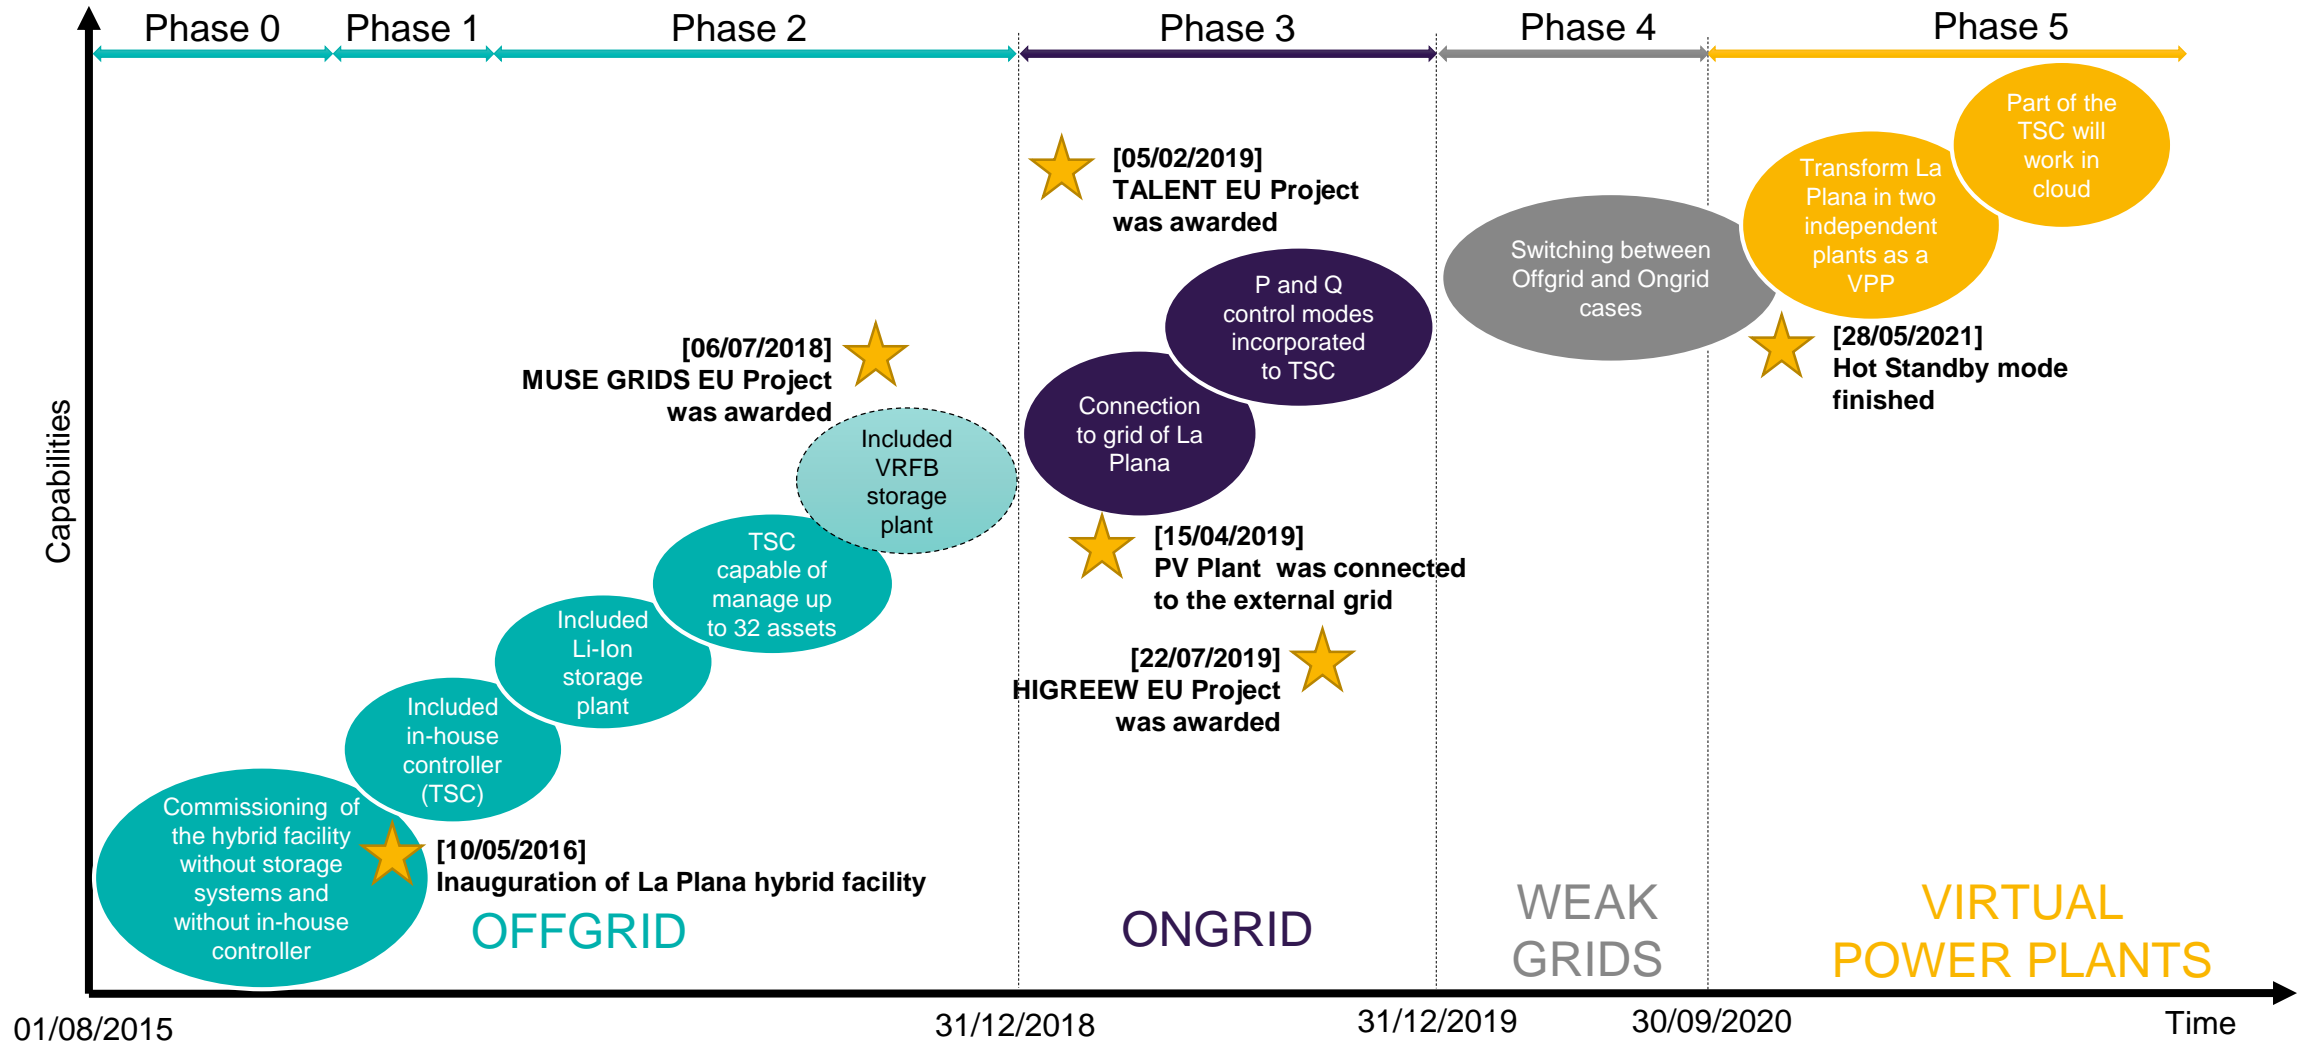 Phase 0
Phase 1
Phase 2
Phase 3
Phase 4
Phase 5
Part of the
TSC will
work in
cloud
[05/02/2019]
TALENT EU Project
was awarded
Transform La
Plana in two
independent
plants as a
VPP
Switching between
Offgrid and Ongrid
cases
P and Q
control modes
incorporated
to TSC
[06/07/2018]
MUSE GRIDS EU Project
was awarded
[28/05/2021]
Hot Standby mode
finished
Connection
to grid of La
Plana
Included
VRFB
storage
plant
Capabilities
[15/04/2019]
PV Plant  was connected
to the external grid
TSC
capable of
manage up
to 32 assets
Included
Li-Ion
storage
plant
[22/07/2019]
HIGREEW EU Project
was awarded
Included
in-house
controller
(TSC)
Commissioning  of
the hybrid facility
without storage
systems and
without in-house
controller
[10/05/2016]
Inauguration of La Plana hybrid facility
OFFGRID
ONGRID
WEAK
GRIDS
VIRTUAL
POWER PLANTS
01/08/2015
31/12/2018
31/12/2019
30/09/2020
Time